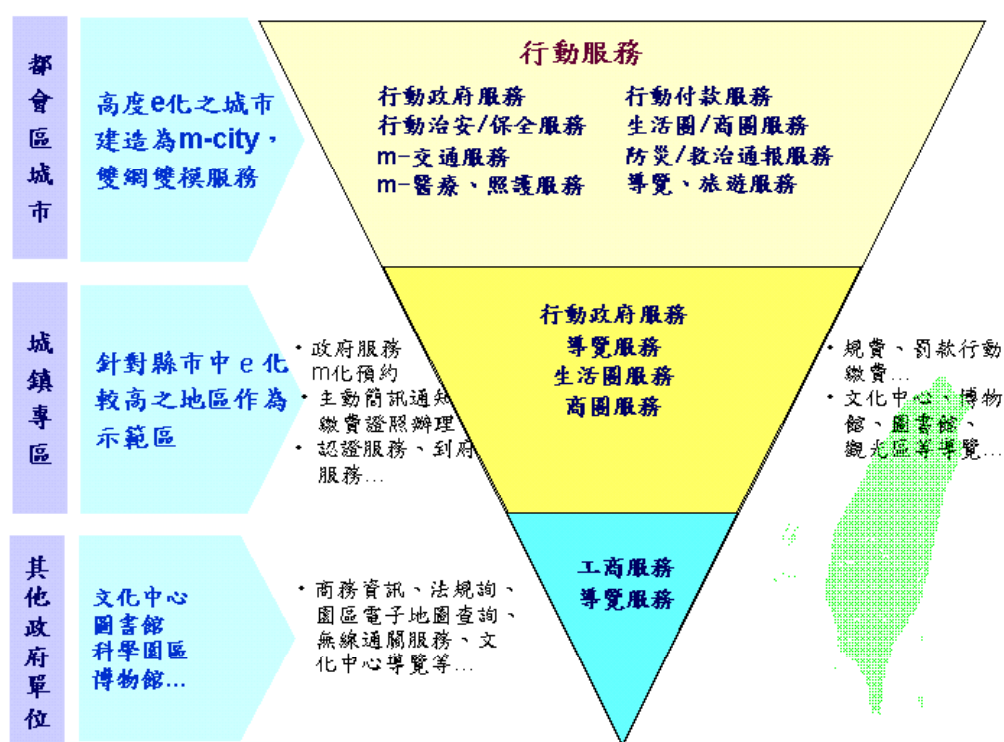 都會區城市
高度e化之城市
建造為m-city，
雙網雙模服務
行動服務
行動政府服務
行動治安/保全服務
m-交通服務
m-醫療、照護服務
行動付款服務
生活圈/商圈服務
防災/救治通報服務
導覽、旅遊服務
城鎮專區
針對縣市中e化
較高之地區作為
示範區
・政府服務
m化預約
・主動簡訊通知
繳費證照辦理
・認證服務、到府
服務...
行動政府服務
導覽服務
生活圈服務
商圈服務
・規費、罰款行動
繳費...
・文化中心、博物
館、圖書館、
觀光區等導覽...
其他政府單位
文化中心
圖書館
科學園區
博物館...
・商務資訊、法規詢、
園區電子地圖查詢、
無線通關服務、文
化中心導覽等...
工商服務
導覽服務